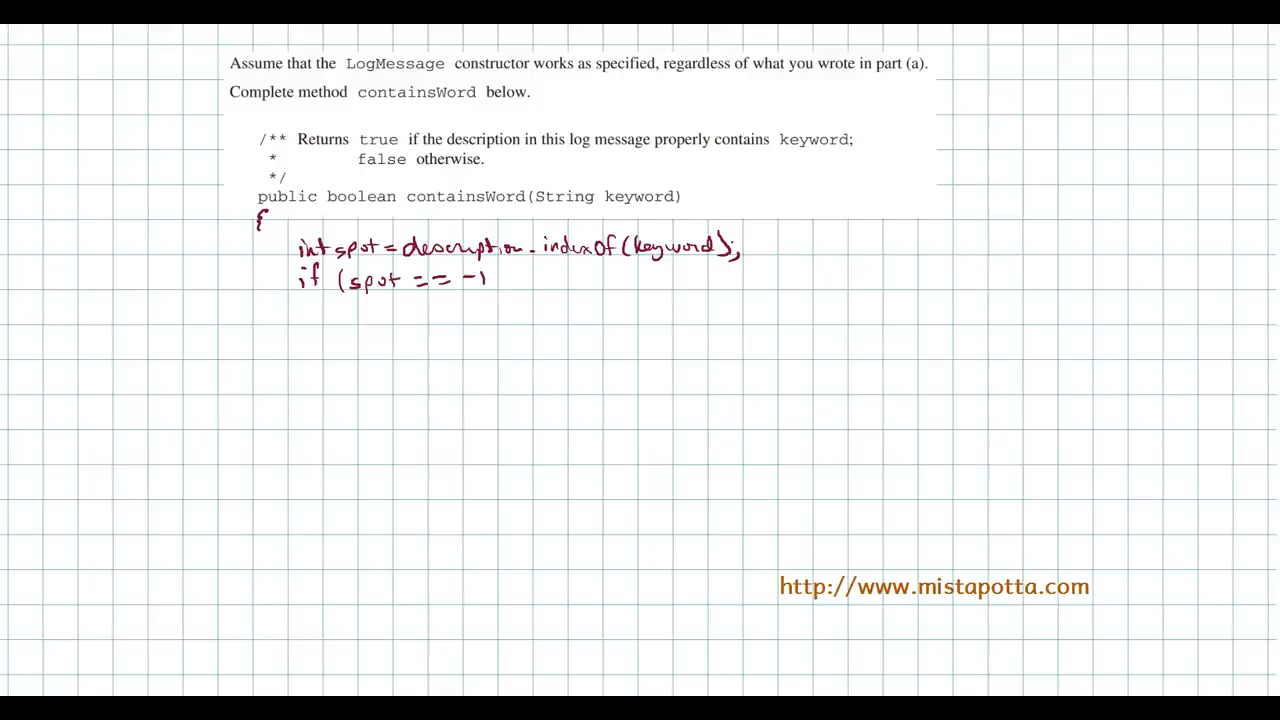 Assume that the LogMessage constructor works as specified, regardless of what you wrote in part (a).
Complete method containsWord below.
/** Returns true if the description in this log message properly contains keyword;
* false otherwise.
*/
public boolean containsWord(String keyword)
{
int spot = description.indexOf(keyword);
if (spot == -1
http://www.mistapotta.com